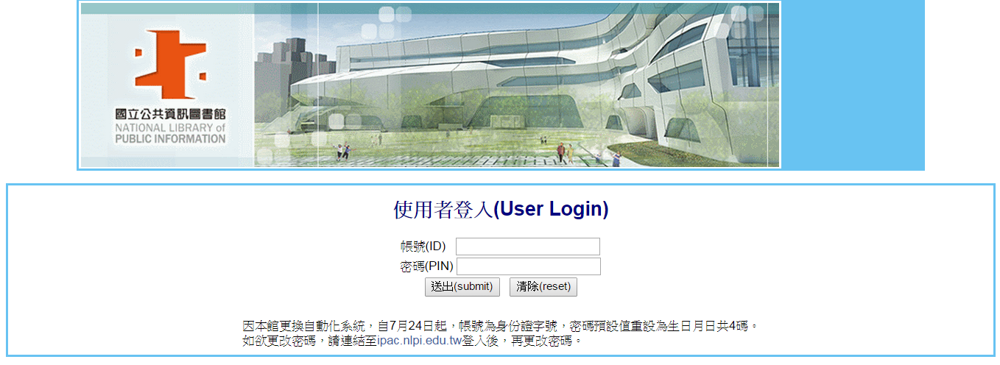 國立公共資訊圖書館
NATIONAL LIBRARY of
PUBLIC INFORMATION
使用者登入(User Login)
帳號(ID)
密碼(PIN)
送出(submit) 清除(reset)
因本館更換自動化系統，自7月24日起，帳號為身份證字號，密碼預設值重設為生日月日共4碼。
如欲更改密碼，請連結至ipac.nlpi.edu.tw登入後，再更改密碼。